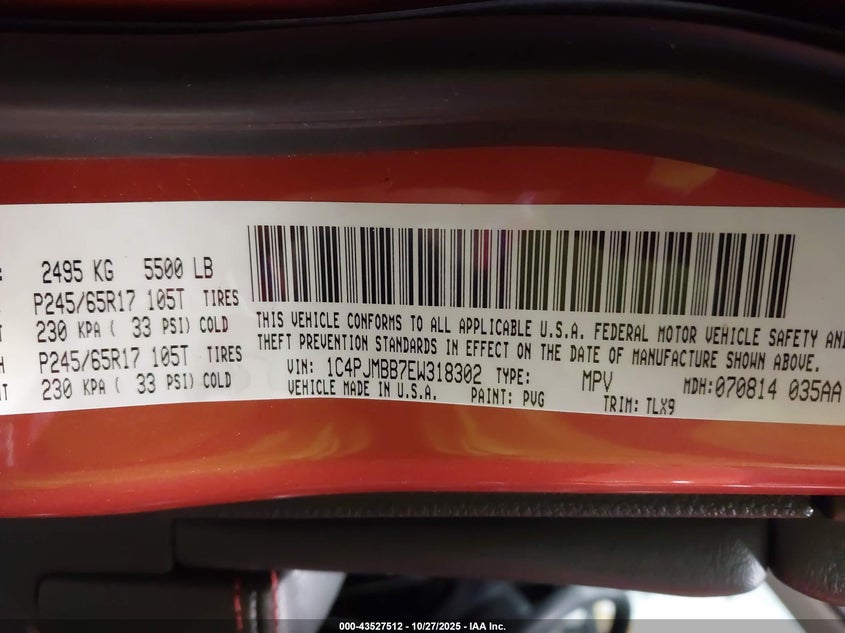 2495 KG 5500 LB
P245/65R17 105T TIRES
230 KPA ( 33 PSI) COLD
P245/65R17 105T TIRES
230 KPA ( 33 PSI) COLD
THIS VEHICLE CONFORMS TO ALL APPLICABLE U.S.A. FEDERAL MOTOR VEHICLE SAFETY AND
THEFT PREVENTION STANDARDS IN EFFECT ON THE DATE OF MANUFACTURE SHOWN ABOVE.
VIN: 1C4PJMBB7EW318302 TYPE: MPV MDH:070814 035AA
VEHICLE MADE IN U.S.A. PAINT: PVG TRIM: TLX9
000-43527512 - 10/27/2025 - IAA Inc.